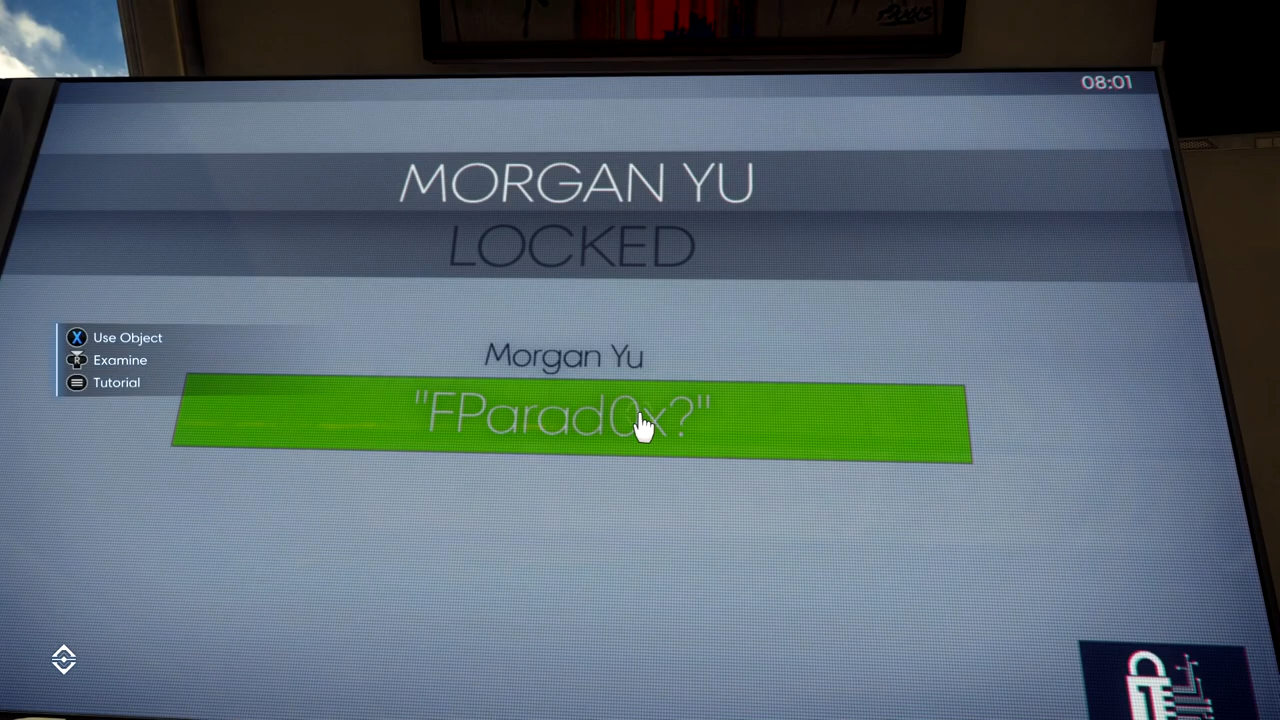 08:01
MORGAN YU
LOCKED
Use Object
Examine
Tutorial
Morgan Yu
"FParad0x?"